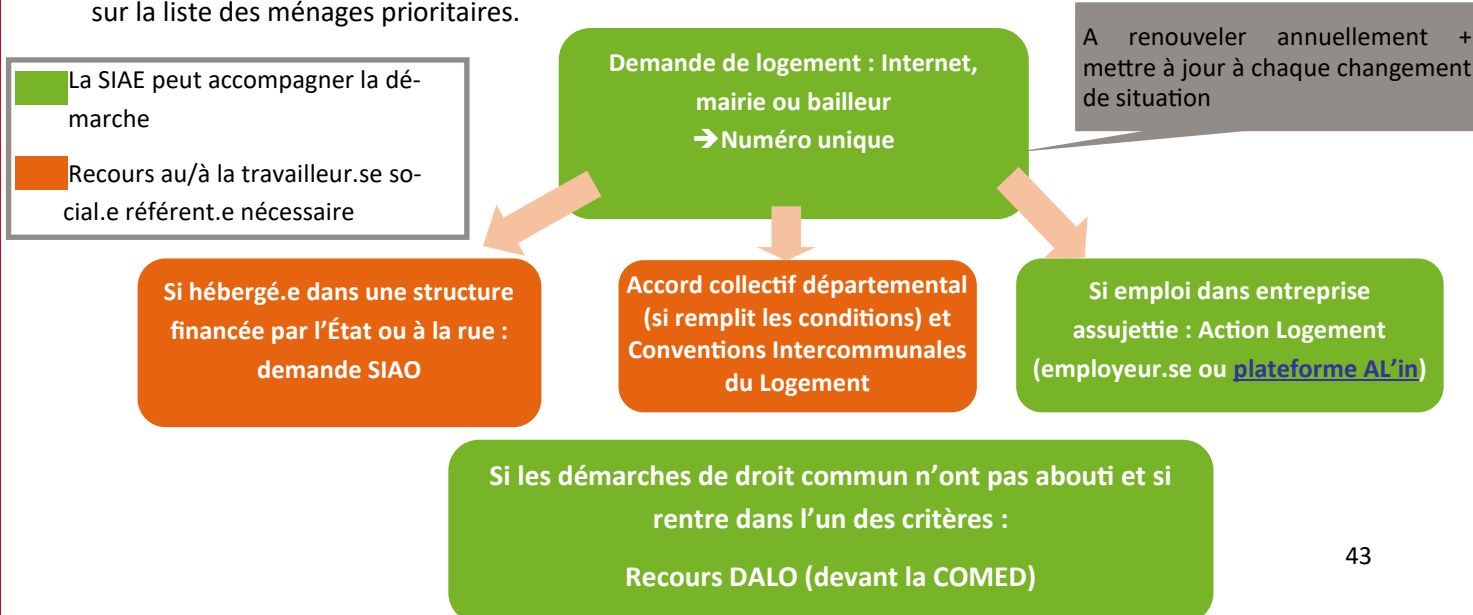 sur la liste des ménages prioritaires.
La SIAE peut accompagner la dé-
marche
Recours au/à la travailleur.se so-
cial.e référent.e nécessaire
Demande de logement : Internet,
mairie ou bailleur
➔Numéro unique
A renouveler annuellement +
mettre à jour à chaque changement
de situation
Si hébergé.e dans une structure
financée par l’État ou à la rue :
demande SIAO
Accord collectif départemental
(si remplit les conditions) et
Conventions Intercommunales
du Logement
Si emploi dans entreprise
assujettie : Action Logement
(employeur.se ou plateforme AL’in)
Si les démarches de droit commun n’ont pas abouti et si
rentre dans l’un des critères :
Recours DALO (devant la COMED)
43